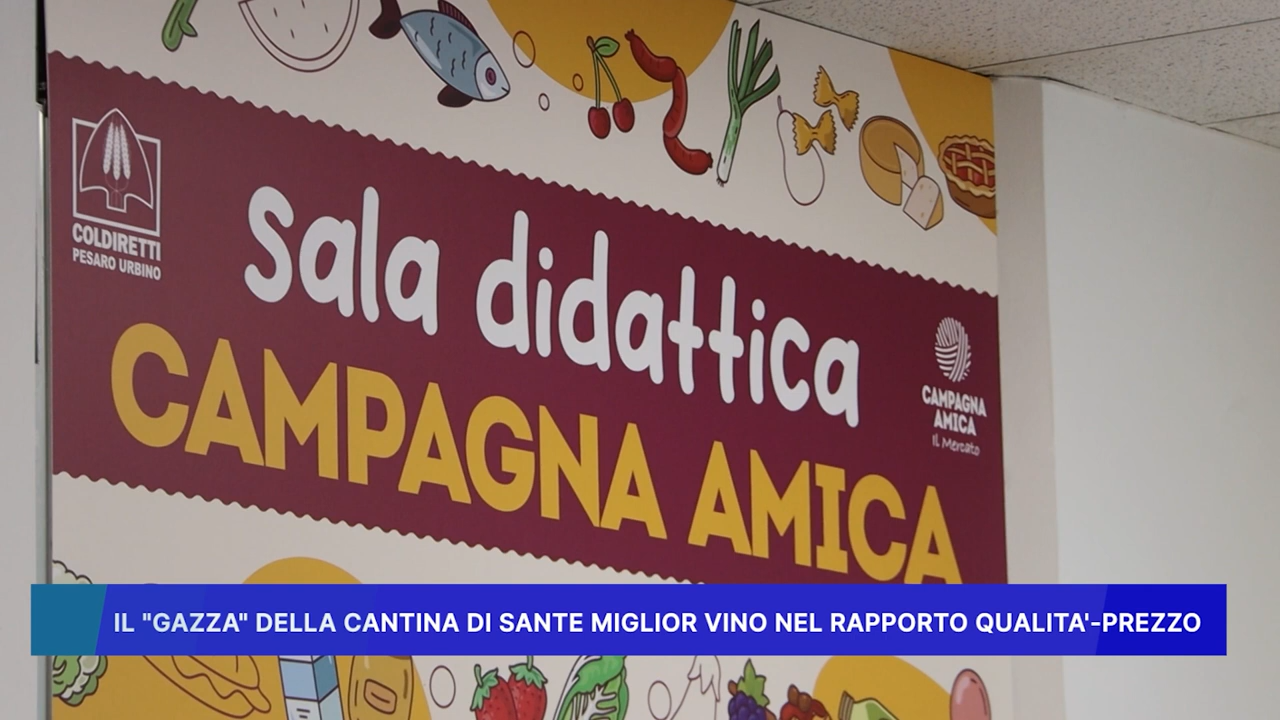 COLDIRETTI
PESARO URBINO
sala didattica
CAMPAGNA AMICA
CAMPAGNA
AMICA
Il Mercato
IL "GAZZA" DELLA CANTINA DI SANTE MIGLIOR VINO NEL RAPPORTO QUALITA'-PREZZO